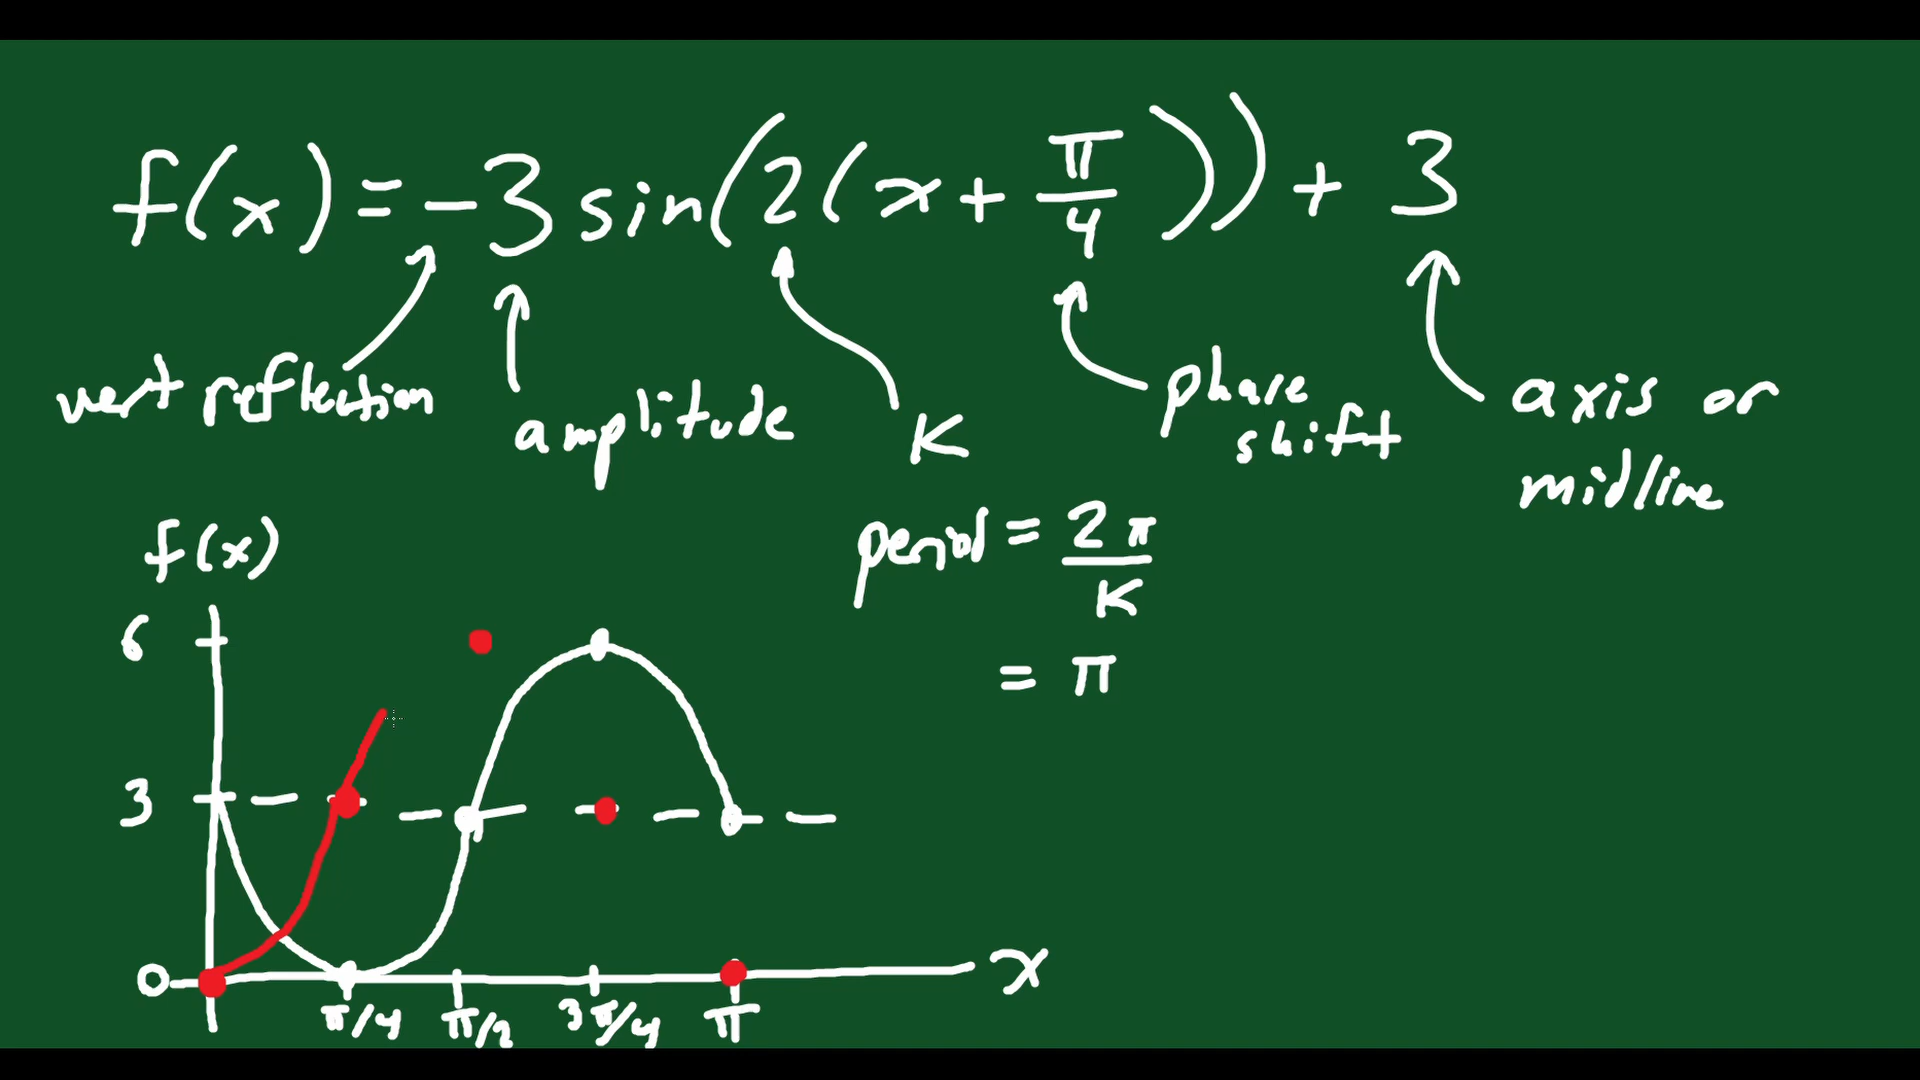 f(x) = -3 sin(2(x + π/4)) + 3
vert reflection
amplitude
K
phase
shift
axis or
midline
period = 2π/K
= π
f(x)
6
3
0
π/4 π/2 3π/4 π
x